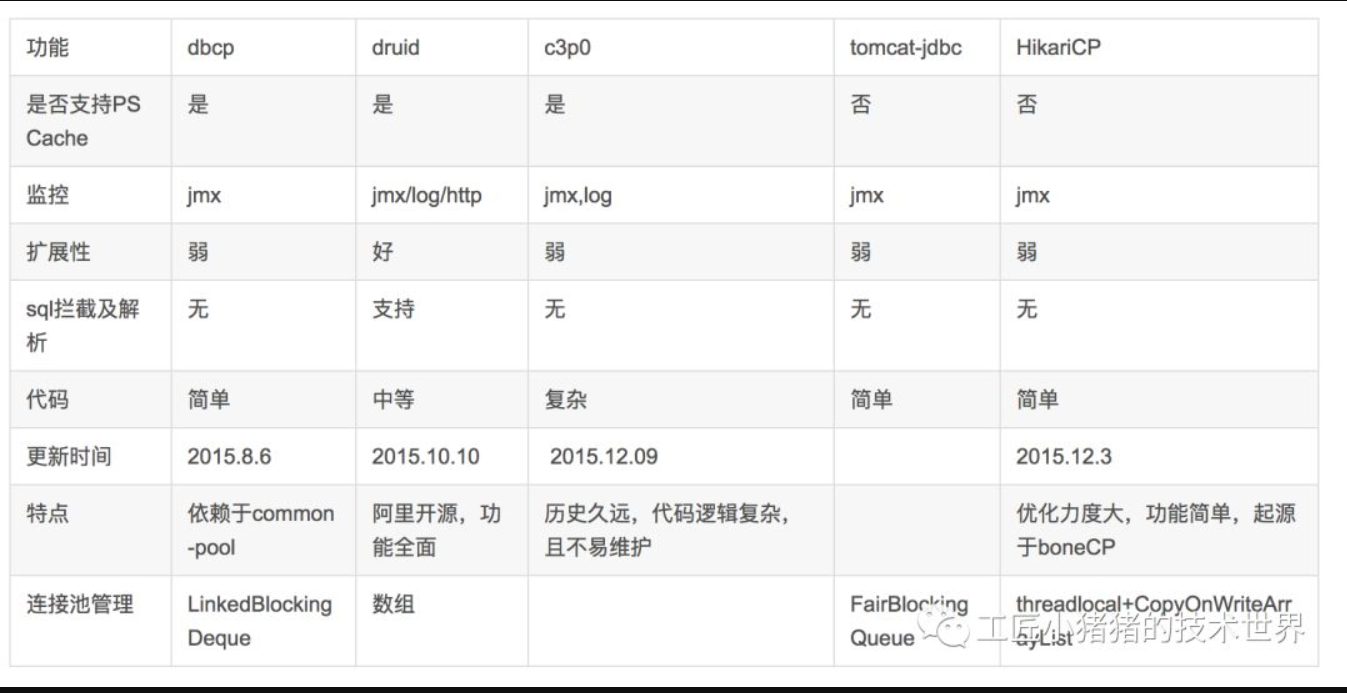 功能 dbcp druid c3p0 tomcat-jdbc HikariCP
是否支持PS 是 是 是 否 否
Cache
监控 jmx jmx/log/http jmx,log jmx jmx
扩展性 弱 好 弱 弱 弱
sql拦截及解 无 支持 无 无 无
析
代码 简单 中等 复杂 简单 简单
更新时间 2015.8.6 2015.10.10 2015.12.09 2015.12.3
特点 依赖于common 阿里开源，功 历史久远，代码逻辑复杂， 优化力度大，功能简单，起源
-pool 能全面 且不易维护 于boneCP
连接池管理 LinkedBlocking 数组 FairBlocking threadlocal+CopyOnWriteArr
Deque Queue ayList
工匠小猪猪的技术世界